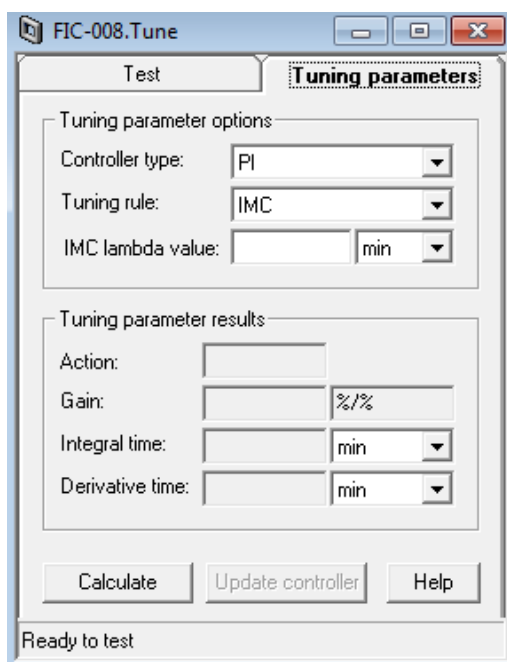 FIC-008.Tune
Test Tuning parameters
Tuning parameter options
Controller type: PI
Tuning rule: IMC
IMC lambda value: min
Tuning parameter results
Action:
Gain: %/%
Integral time: min
Derivative time: min
Calculate Update controller Help
Ready to test